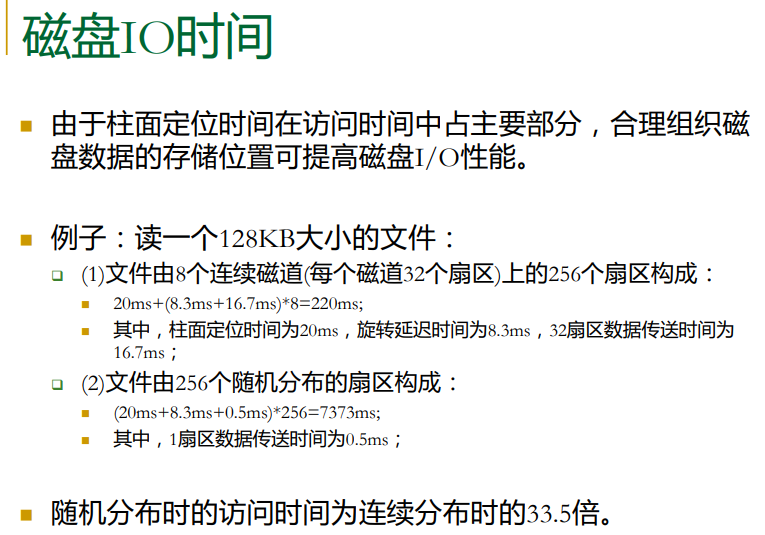 磁盘IO时间
由于柱面定位时间在访问时间中占主要部分，合理组织磁
盘数据的存储位置可提高磁盘I/O性能。
例子：读一个128KB大小的文件：
(1)文件由8个连续磁道(每个磁道32个扇区)上的256个扇区构成：
20ms+(8.3ms+16.7ms)*8=220ms;
其中，柱面定位时间为20ms，旋转延迟时间为8.3ms，32扇区数据传送时间为
16.7ms；
(2)文件由256个随机分布的扇区构成：
(20ms+8.3ms+0.5ms)*256=7373ms;
其中，1扇区数据传送时间为0.5ms；
随机分布时的访问时间为连续分布时的33.5倍。